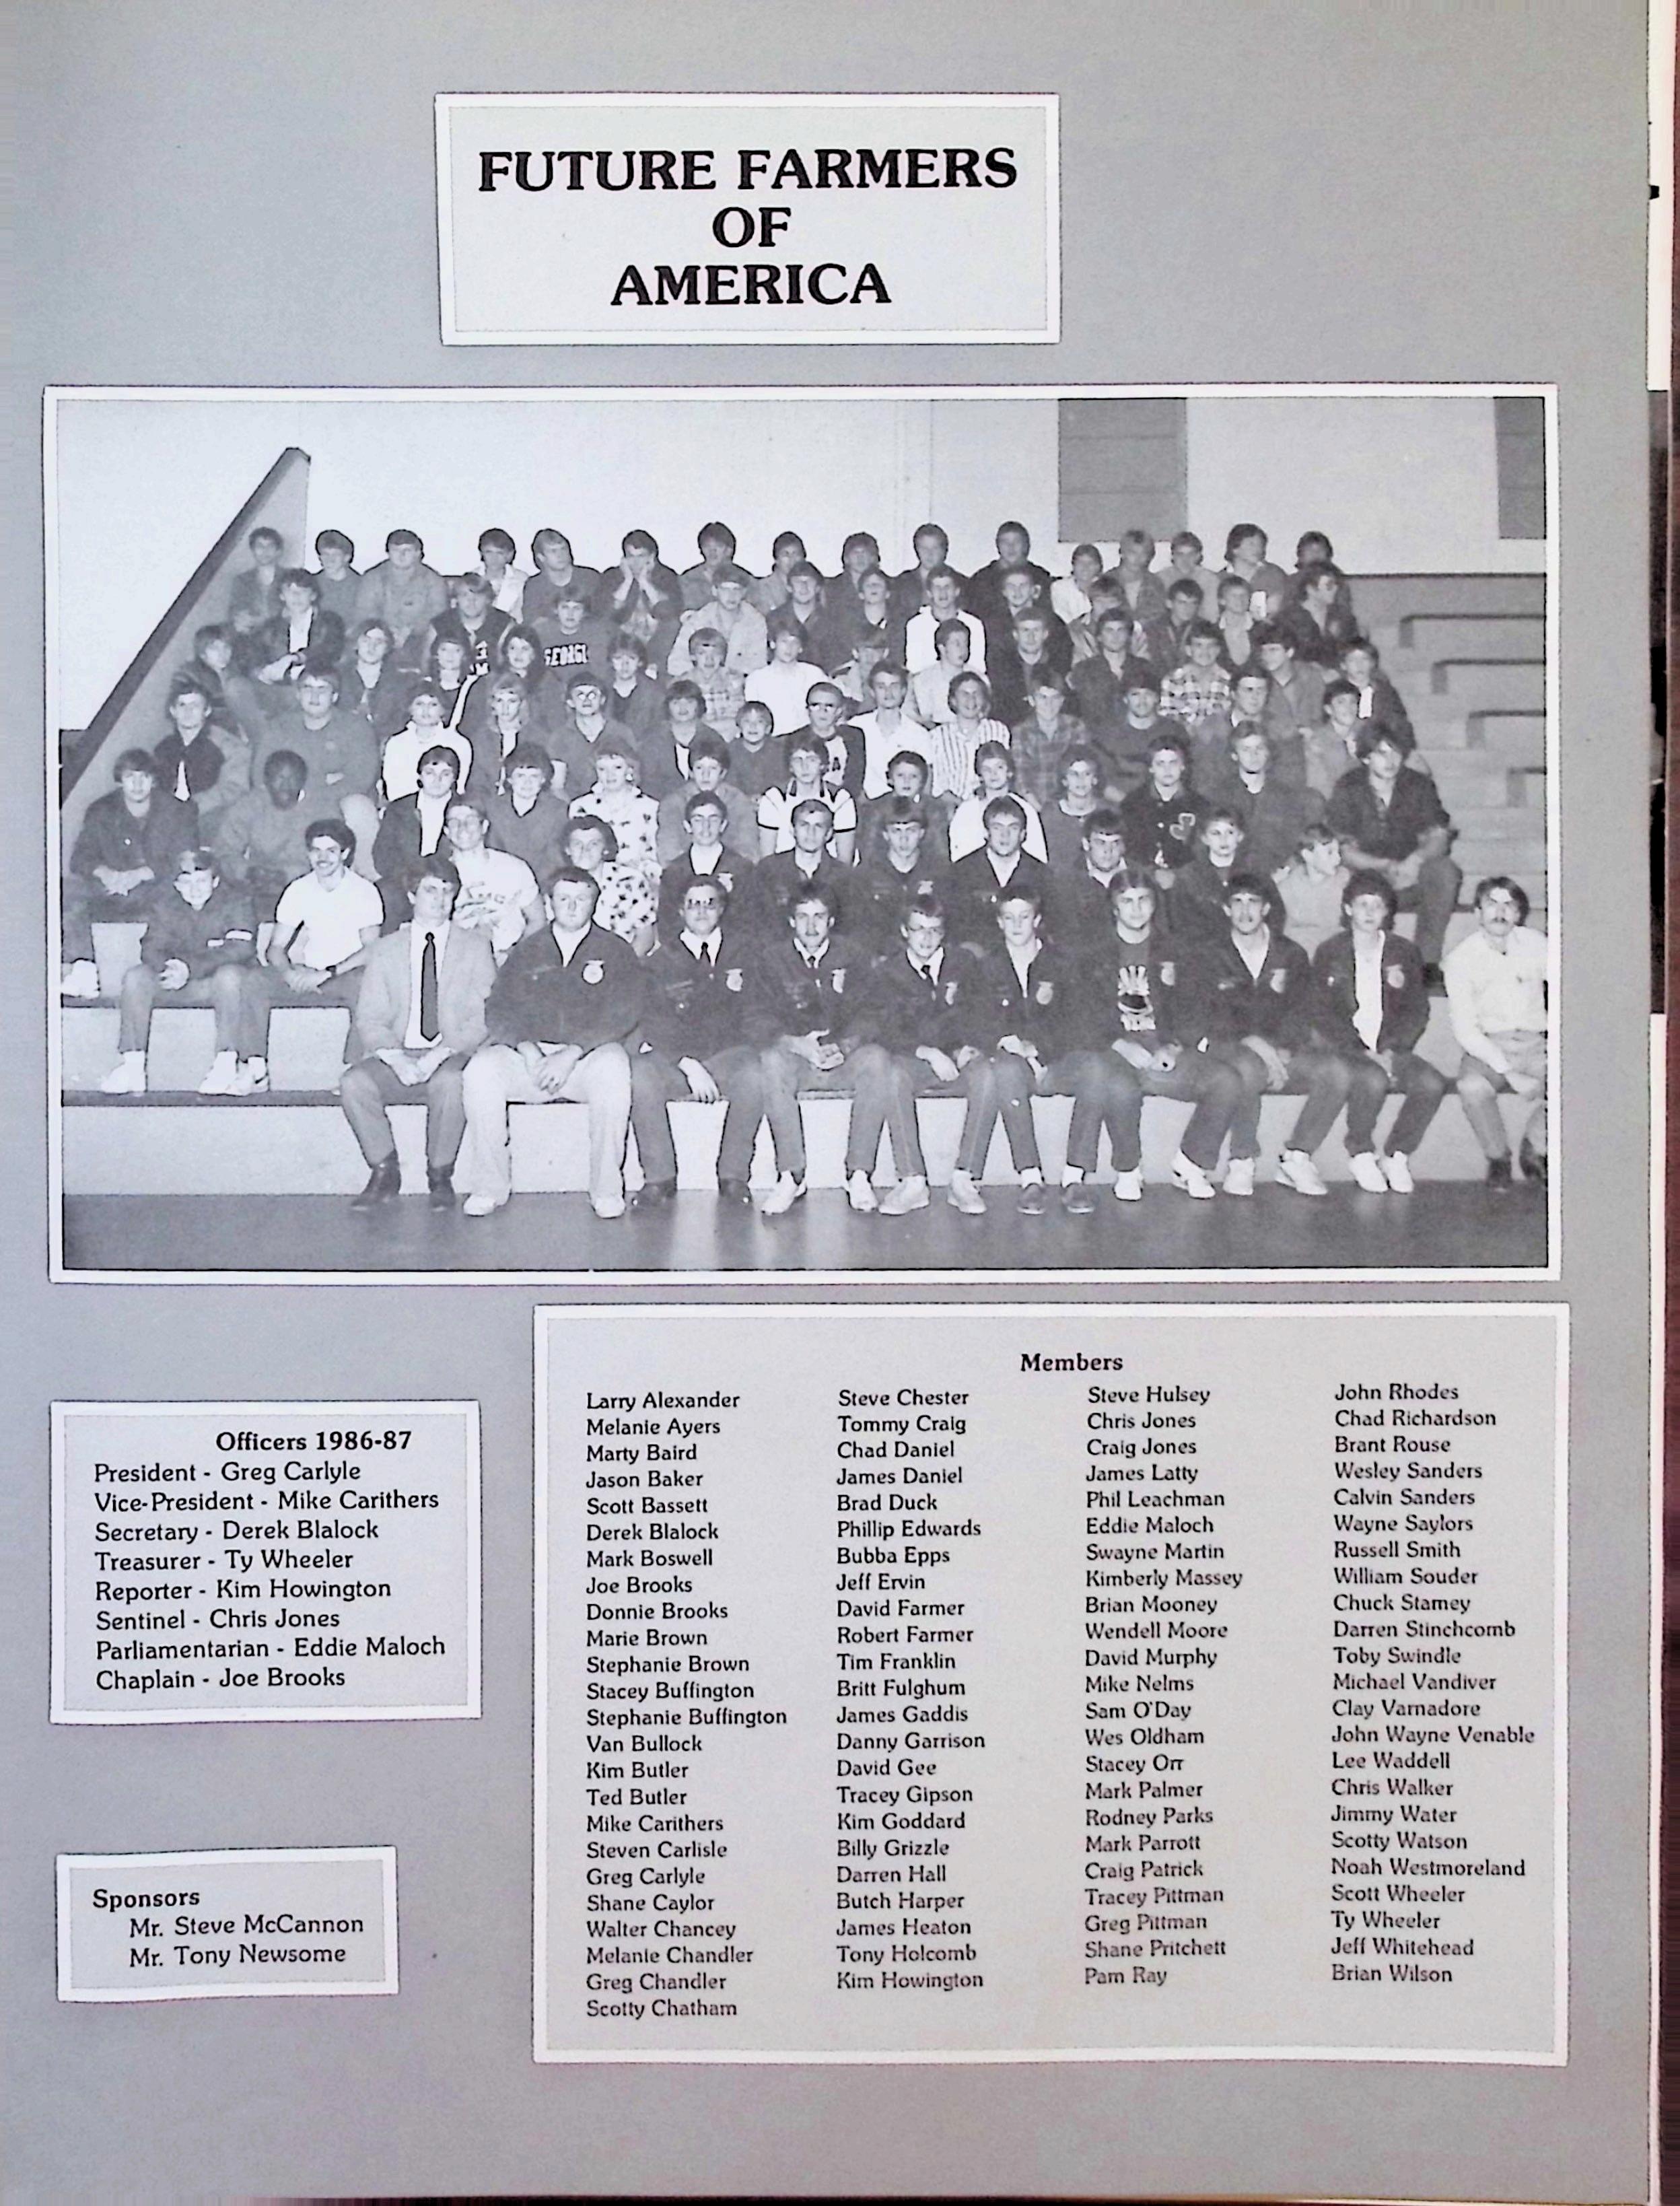 FUTURE FARMERS
OF
AMERICA
GEORGI
J
Officers 1986-87
President - Greg Carlyle
Vice-President - Mike Carithers
Secretary - Derek Blalock
Treasurer - Ty Wheeler
Reporter - Kim Howington
Sentinel - Chris Jones
Parliamentarian - Eddie Maloch
Chaplain - Joe Brooks
Sponsors
Mr. Steve McCannon
Mr. Tony Newsome
Members
Larry Alexander
Melanie Ayers
Marty Baird
Jason Baker
Scott Bassett
Derek Blalock
Mark Boswell
Joe Brooks
Donnie Brooks
Marie Brown
Stephanie Brown
Stacey Buffington
Stephanie Buffington
Van Bullock
Kim Butler
Ted Butler
Mike Carithers
Steven Carlisle
Greg Carlyle
Shane Caylor
Walter Chancey
Melanie Chandler
Greg Chandler
Scotty Chatham
Steve Chester
Tommy Craig
Chad Daniel
James Daniel
Brad Duck
Phillip Edwards
Bubba Epps
Jeff Ervin
David Farmer
Robert Farmer
Tim Franklin
Britt Fulghum
James Gaddis
Danny Garrison
David Gee
Tracey Gipson
Kim Goddard
Billy Grizzle
Darren Hall
Butch Harper
James Heaton
Tony Holcomb
Kim Howington
Steve Hulsey
Chris Jones
Craig Jones
James Latty
Phil Leachman
Eddie Maloch
Swayne Martin
Kimberly Massey
Brian Mooney
Wendell Moore
David Murphy
Mike Nelms
Sam O'Day
Wes Oldham
Stacey Orr
Mark Palmer
Rodney Parks
Mark Parrott
Craig Patrick
Tracey Pittman
Greg Pittman
Shane Pritchett
Pam Ray
John Rhodes
Chad Richardson
Brant Rouse
Wesley Sanders
Calvin Sanders
Wayne Saylors
Russell Smith
William Souder
Chuck Stamey
Darren Stinchcomb
Toby Swindle
Michael Vandiver
Clay Varnadore
John Wayne Venable
Lee Waddell
Chris Walker
Jimmy Water
Scotty Watson
Noah Westmoreland
Scott Wheeler
Ty Wheeler
Jeff Whitehead
Brian Wilson